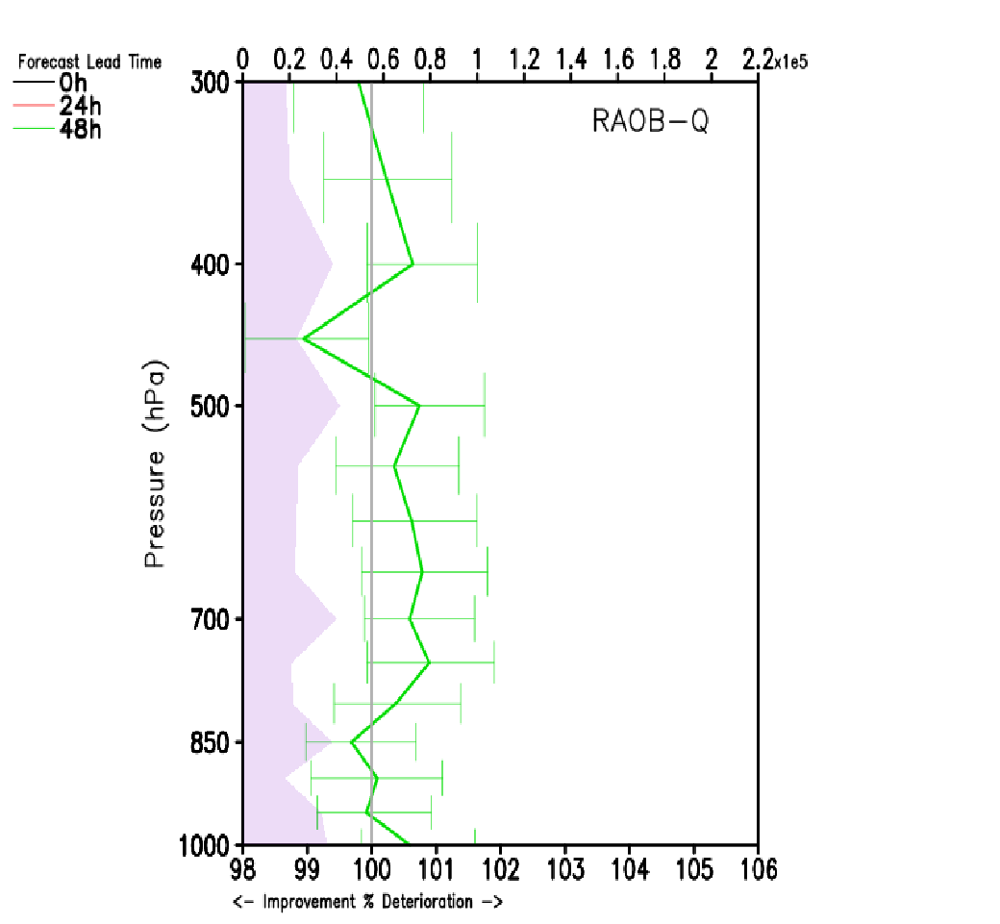 Forecast Lead Time
0h
24h
48h
0 0.2 0.4 0.6 0.8 1 1.2 1.4 1.6 1.8 2 2.2x1e5
RAOB-Q
300
400
500
700
850
1000
Pressure (hPa)
98 99 100 101 102 103 104 105 106
<- Improvement % Deterioration ->